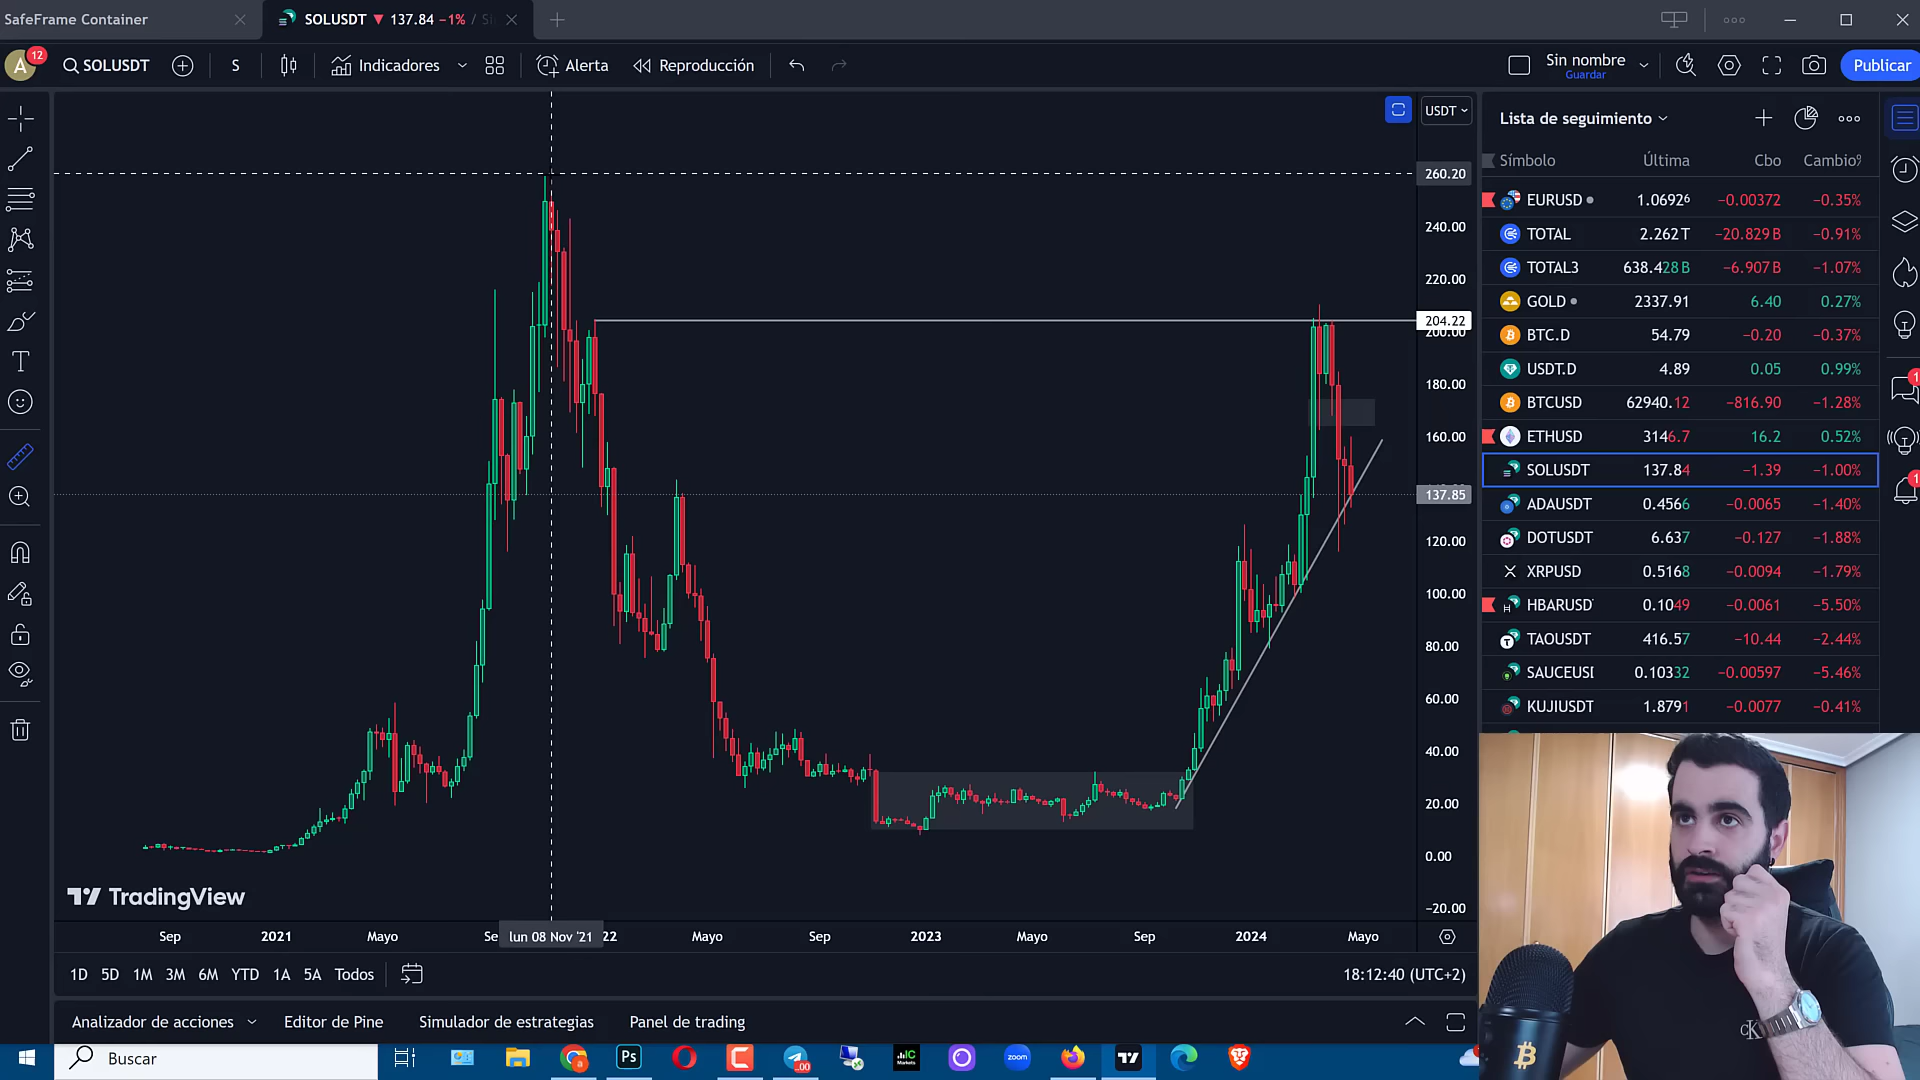 SafeFrame Container
SOLUSDT 137.84 −1% /
A 12 SOLUSDT S Indicadores Alerta Reproducción Sin nombre Guardar Publicar
USDT
260.20
240.00
220.00
204.22
200.00
180.00
160.00
137.85
120.00
100.00
80.00
60.00
40.00
20.00
0.00
−20.00
TradingView
Sep 2021 Mayo lun 08 Nov '21 22 Mayo Sep 2023 Mayo Sep 2024 Mayo
1D 5D 1M 3M 6M YTD 1A 5A Todos 18:12:40 (UTC+2)
Analizador de acciones Editor de Pine Simulador de estrategias Panel de trading
Lista de seguimiento
Símbolo Última Cbo Cambio%
EURUSD 1.06926 −0.00372 −0.35%
TOTAL 2.262T −20.829B −0.91%
TOTAL3 638.428B −6.907B −1.07%
GOLD 2337.91 6.40 0.27%
BTC.D 54.79 −0.20 −0.37%
USDT.D 4.89 0.05 0.99%
BTCUSD 62940.12 −816.90 −1.28%
ETHUSD 3146.7 16.2 0.52%
SOLUSDT 137.84 −1.39 −1.00%
ADAUSDT 0.4566 −0.0065 −1.40%
DOTUSDT 6.637 −0.127 −1.88%
XRPUSD 0.5168 −0.0094 −1.79%
HBARUSD 0.1049 −0.0061 −5.50%
TAOUSDT 416.57 −10.44 −2.44%
SAUCEUSI 0.10332 −0.00597 −5.46%
KUJIUSDT 1.8791 −0.0077 −0.41%
Buscar
Ps
IC Markets
zoom
.00
cK